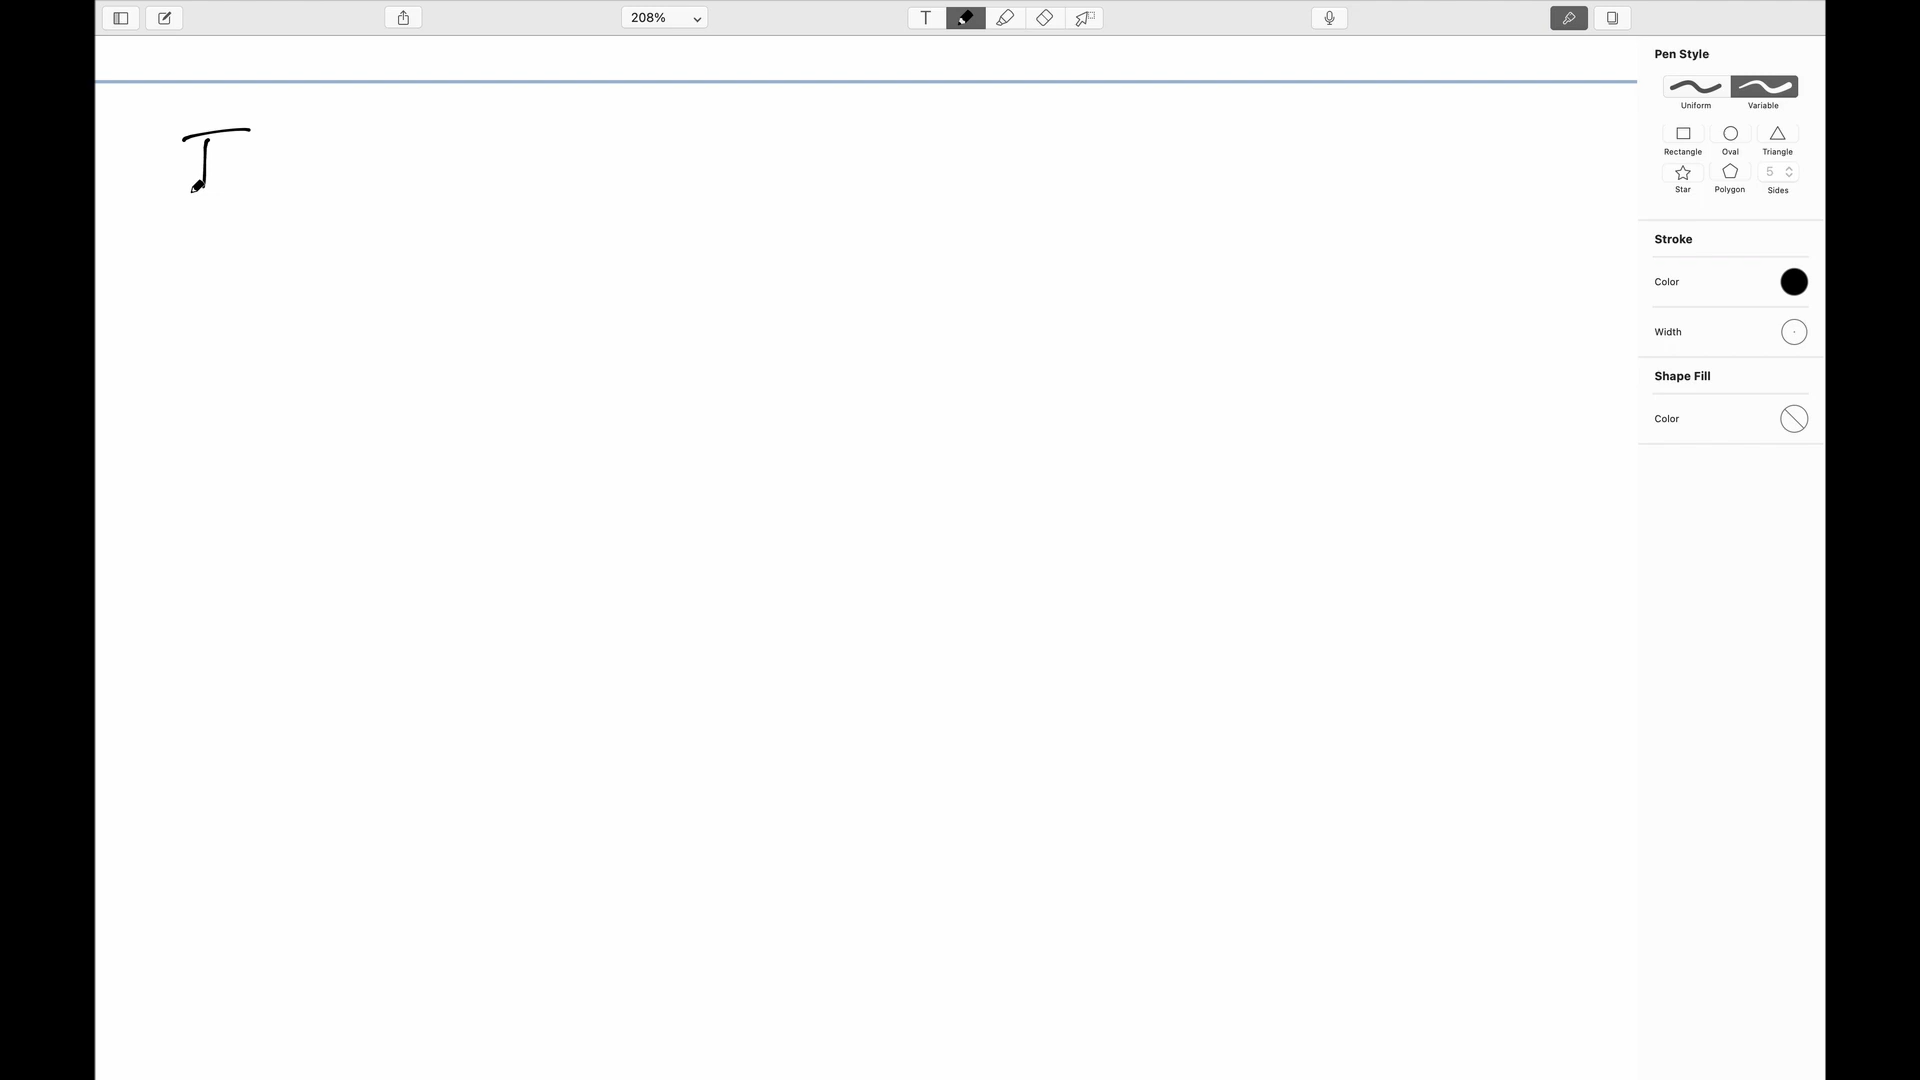 208%
T
Pen Style
Uniform Variable
Rectangle Oval Triangle
5
Star Polygon Sides
Stroke
Color
Width
Shape Fill
Color
T